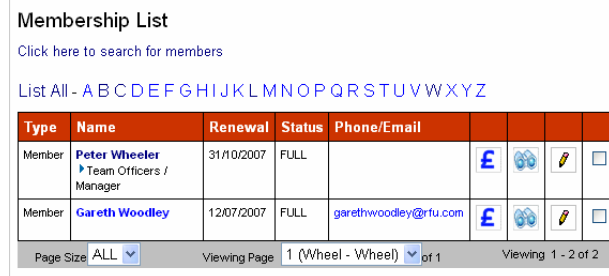 Membership List
Click here to search for members
List All - A B C D E F G H I J K L M N O P Q R S T U V W X Y Z
Type Name Renewal Status Phone/Email
Member Peter Wheeler 31/10/2007 FULL £
Team Officers /
Manager
Member Gareth Woodley 12/07/2007 FULL garethwoodley@rfu.com £
Page Size ALL Viewing Page 1 (Wheel - Wheel) of 1 Viewing 1 - 2 of 2